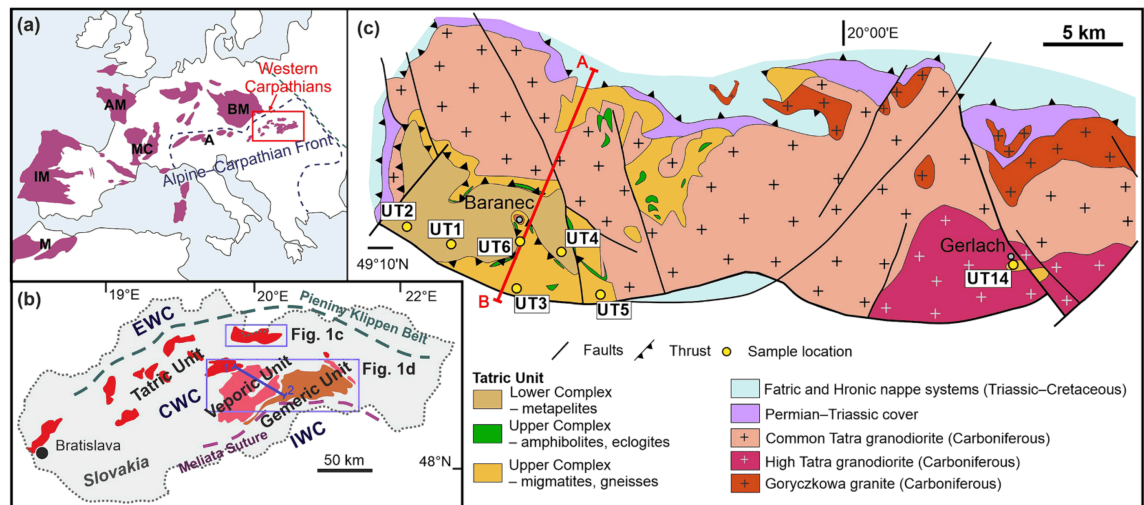 (a)
Western
Carpathians
AM
BM
MC
A
IM
Alpine–Carpathian Front
M
(b)
19°E
20°E
22°E
Pieniny Klippen Belt
EWC
Fig. 1c
Tatric Unit
Fig. 1d
1
2
CWC
Veporic Unit
Gemeric Unit
IWC
Bratislava
Meliata Suture
Slovakia
50 km
48°N
(c)
20°00'E
5 km
A
Baranec
UT2
UT1
UT6
UT4
Gerlach
UT14
49°10'N
B
UT3
UT5
Faults
Thrust
Sample location
Tatric Unit
Lower Complex
– metapelites
Upper Complex
– amphibolites, eclogites
Upper Complex
– migmatites, gneisses
Fatric and Hronic nappe systems (Triassic–Cretaceous)
Permian–Triassic cover
Common Tatra granodiorite (Carboniferous)
High Tatra granodiorite (Carboniferous)
Goryczkowa granite (Carboniferous)